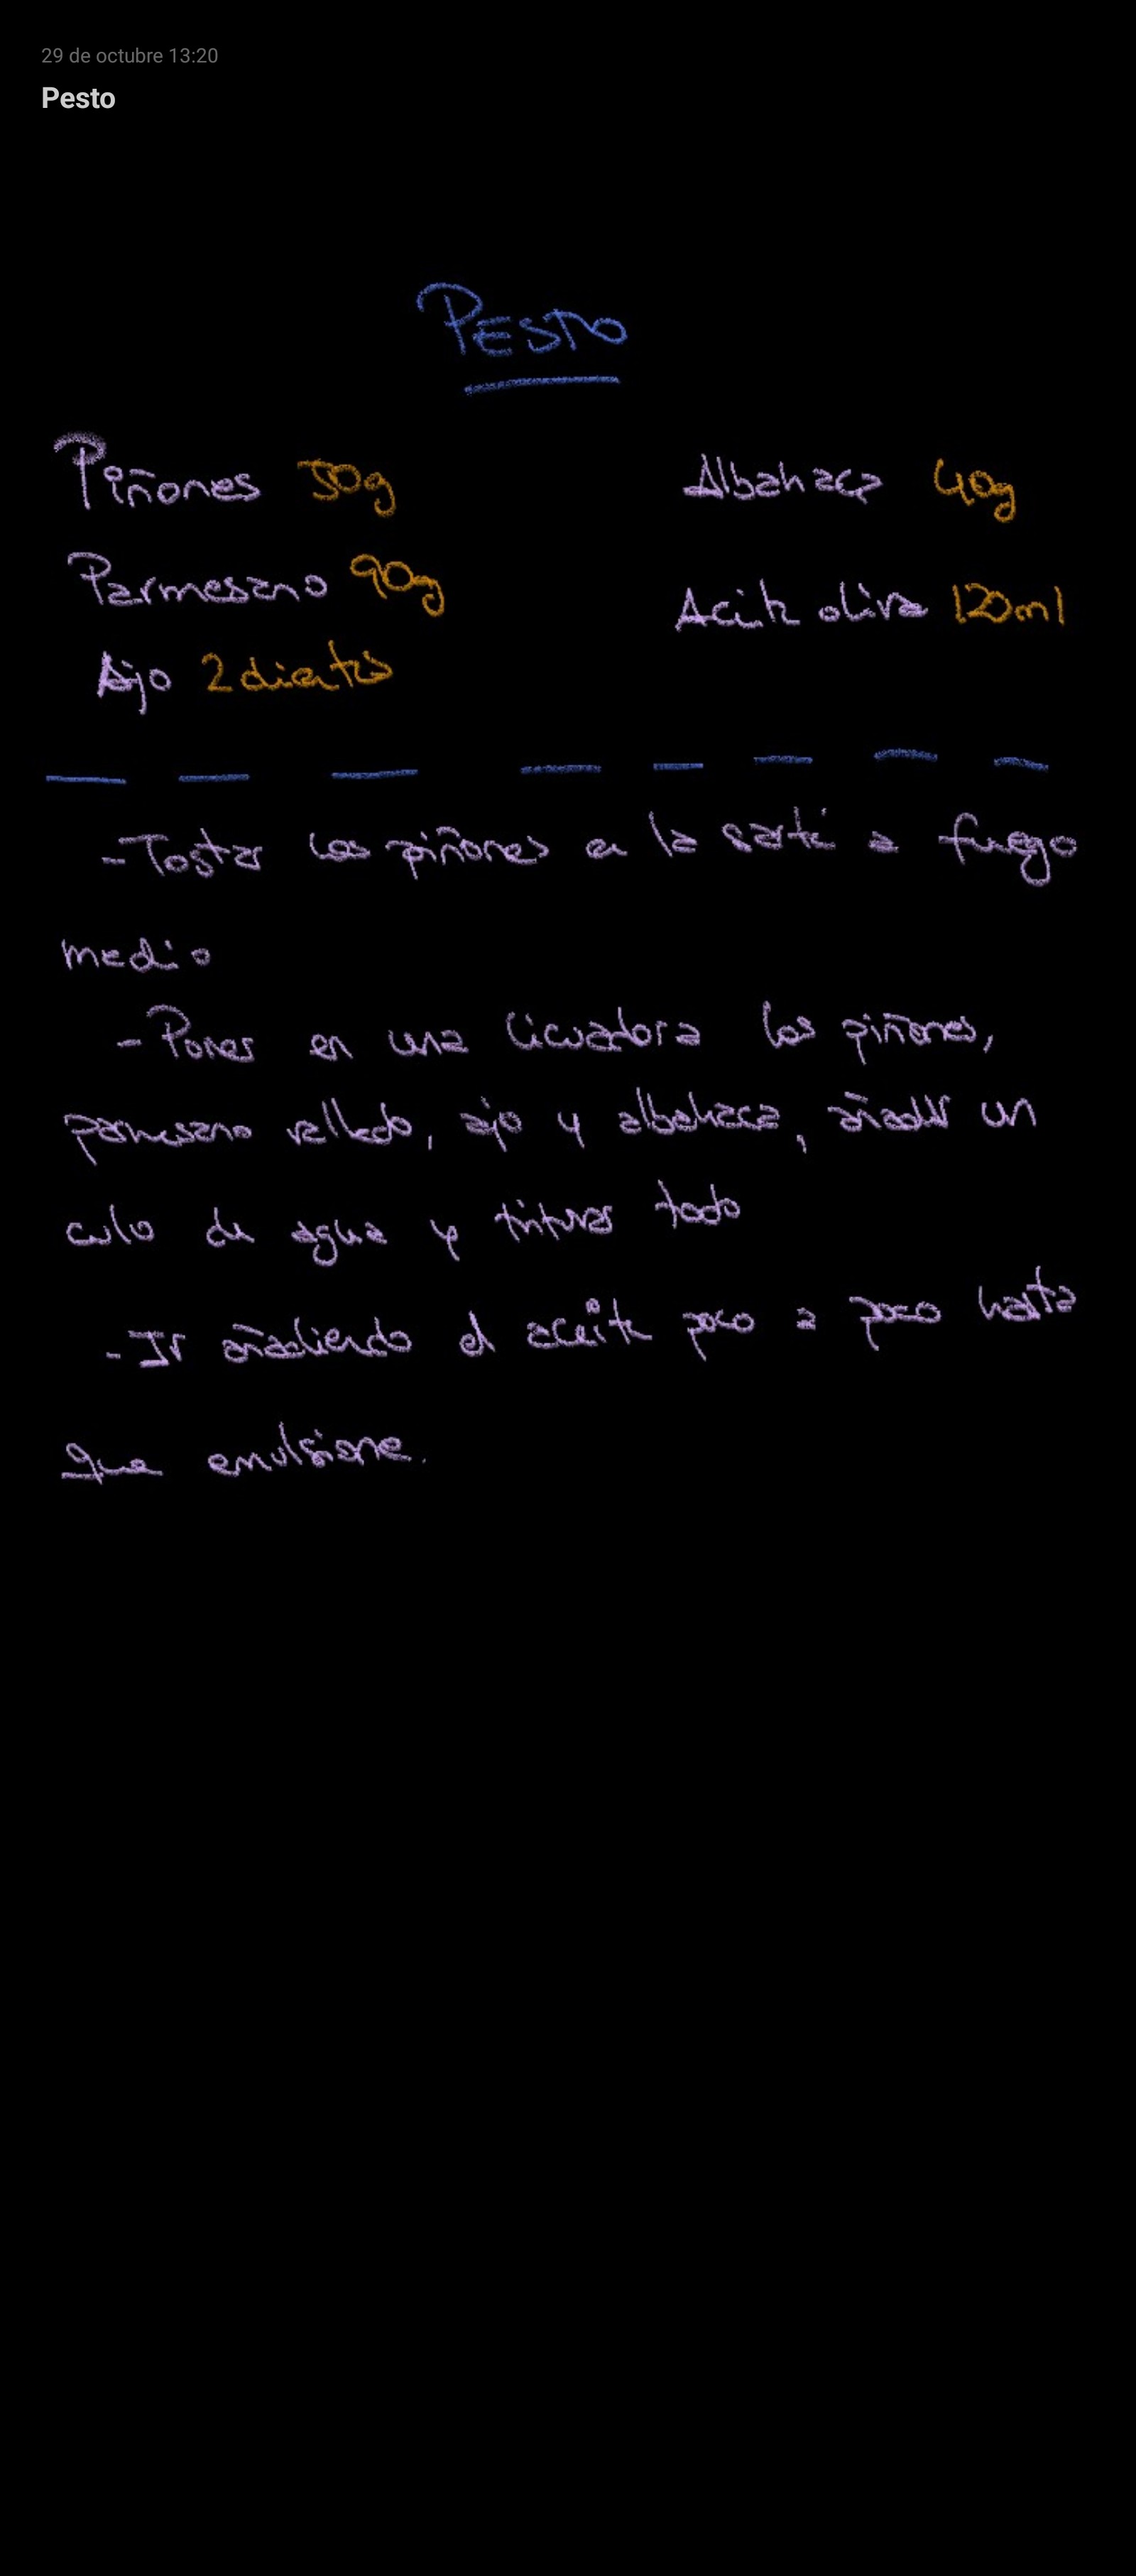 29 de octubre 13:20
Pesto
PESTO
Piñones 50g
Albahaca 40g
Parmesano 90g
Aceite oliva 120ml
Ajo 2 dientes
- Tostar los piñones en la sartén a fuego
medio
- Poner en una licuadora los piñones,
parmesano rallado, ajo y albahaca, añadir un
culo de agua y triturar todo
- Ir añadiendo el aceite poco a poco hasta
que emulsione.